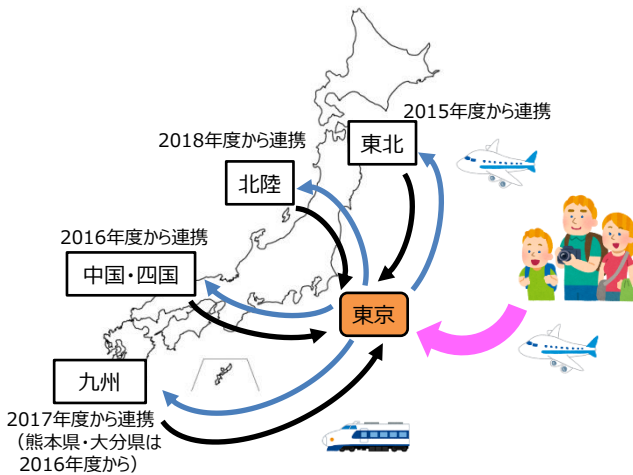 2015年度から連携
東北
2018年度から連携
北陸
2016年度から連携
中国・四国
東京
九州
2017年度から連携
（熊本県・大分県は
2016年度から）